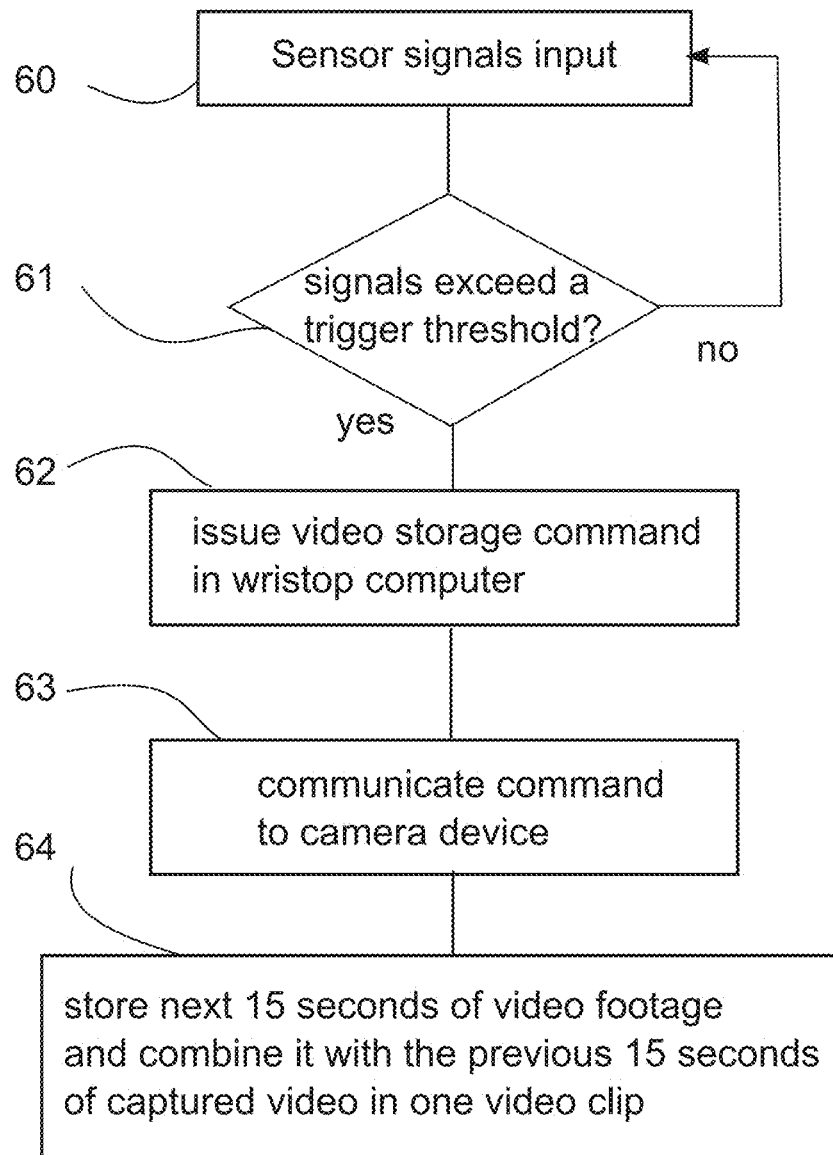 Sensor signals input
60
61
signals exceed a
trigger threshold?
no
yes
62
issue video storage command
in wristop computer
63
communicate command
to camera device
64
store next 15 seconds of video footage
and combine it with the previous 15 seconds
of captured video in one video clip